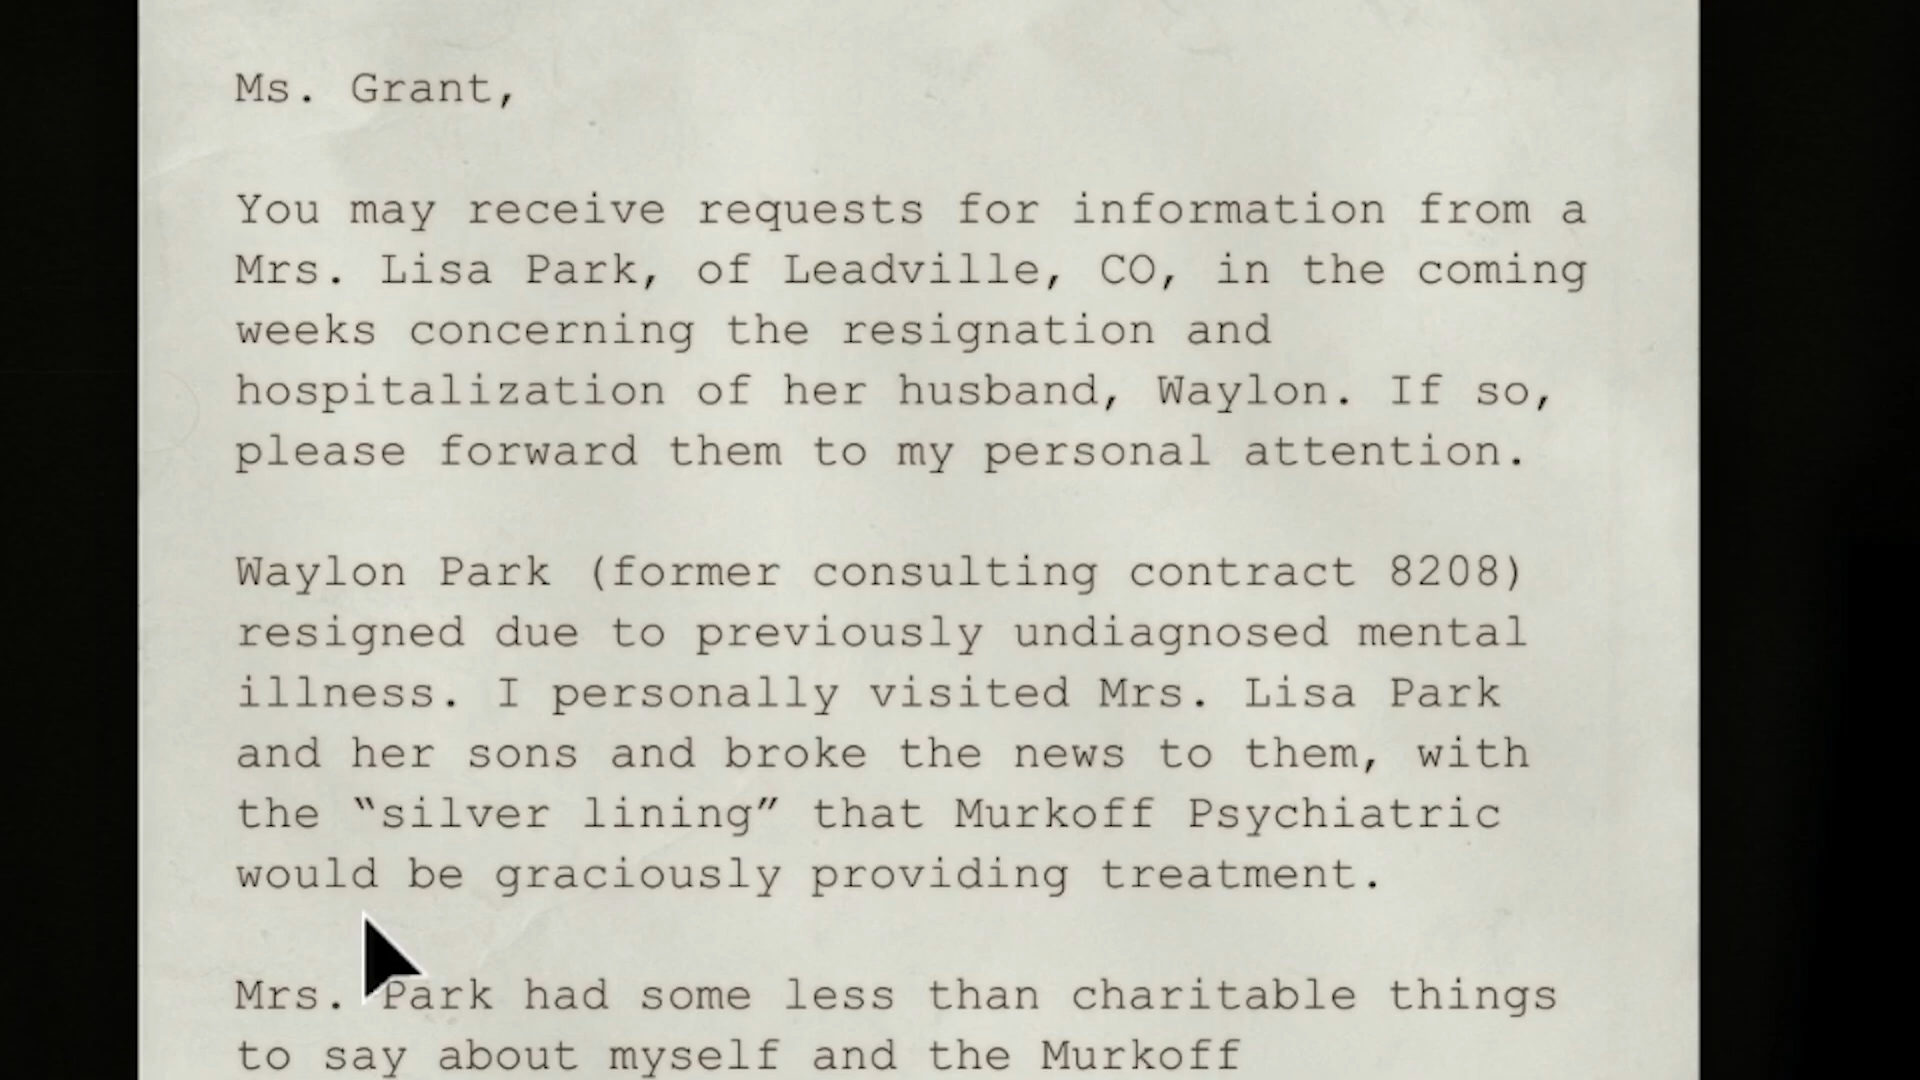 Ms. Grant,
You may receive requests for information from a
Mrs. Lisa Park, of Leadville, CO, in the coming
weeks concerning the resignation and
hospitalization of her husband, Waylon. If so,
please forward them to my personal attention.
Waylon Park (former consulting contract 8208)
resigned due to previously undiagnosed mental
illness. I personally visited Mrs. Lisa Park
and her sons and broke the news to them, with
the “silver lining” that Murkoff Psychiatric
would be graciously providing treatment.
Mrs. Park had some less than charitable things
to say about myself and the Murkoff